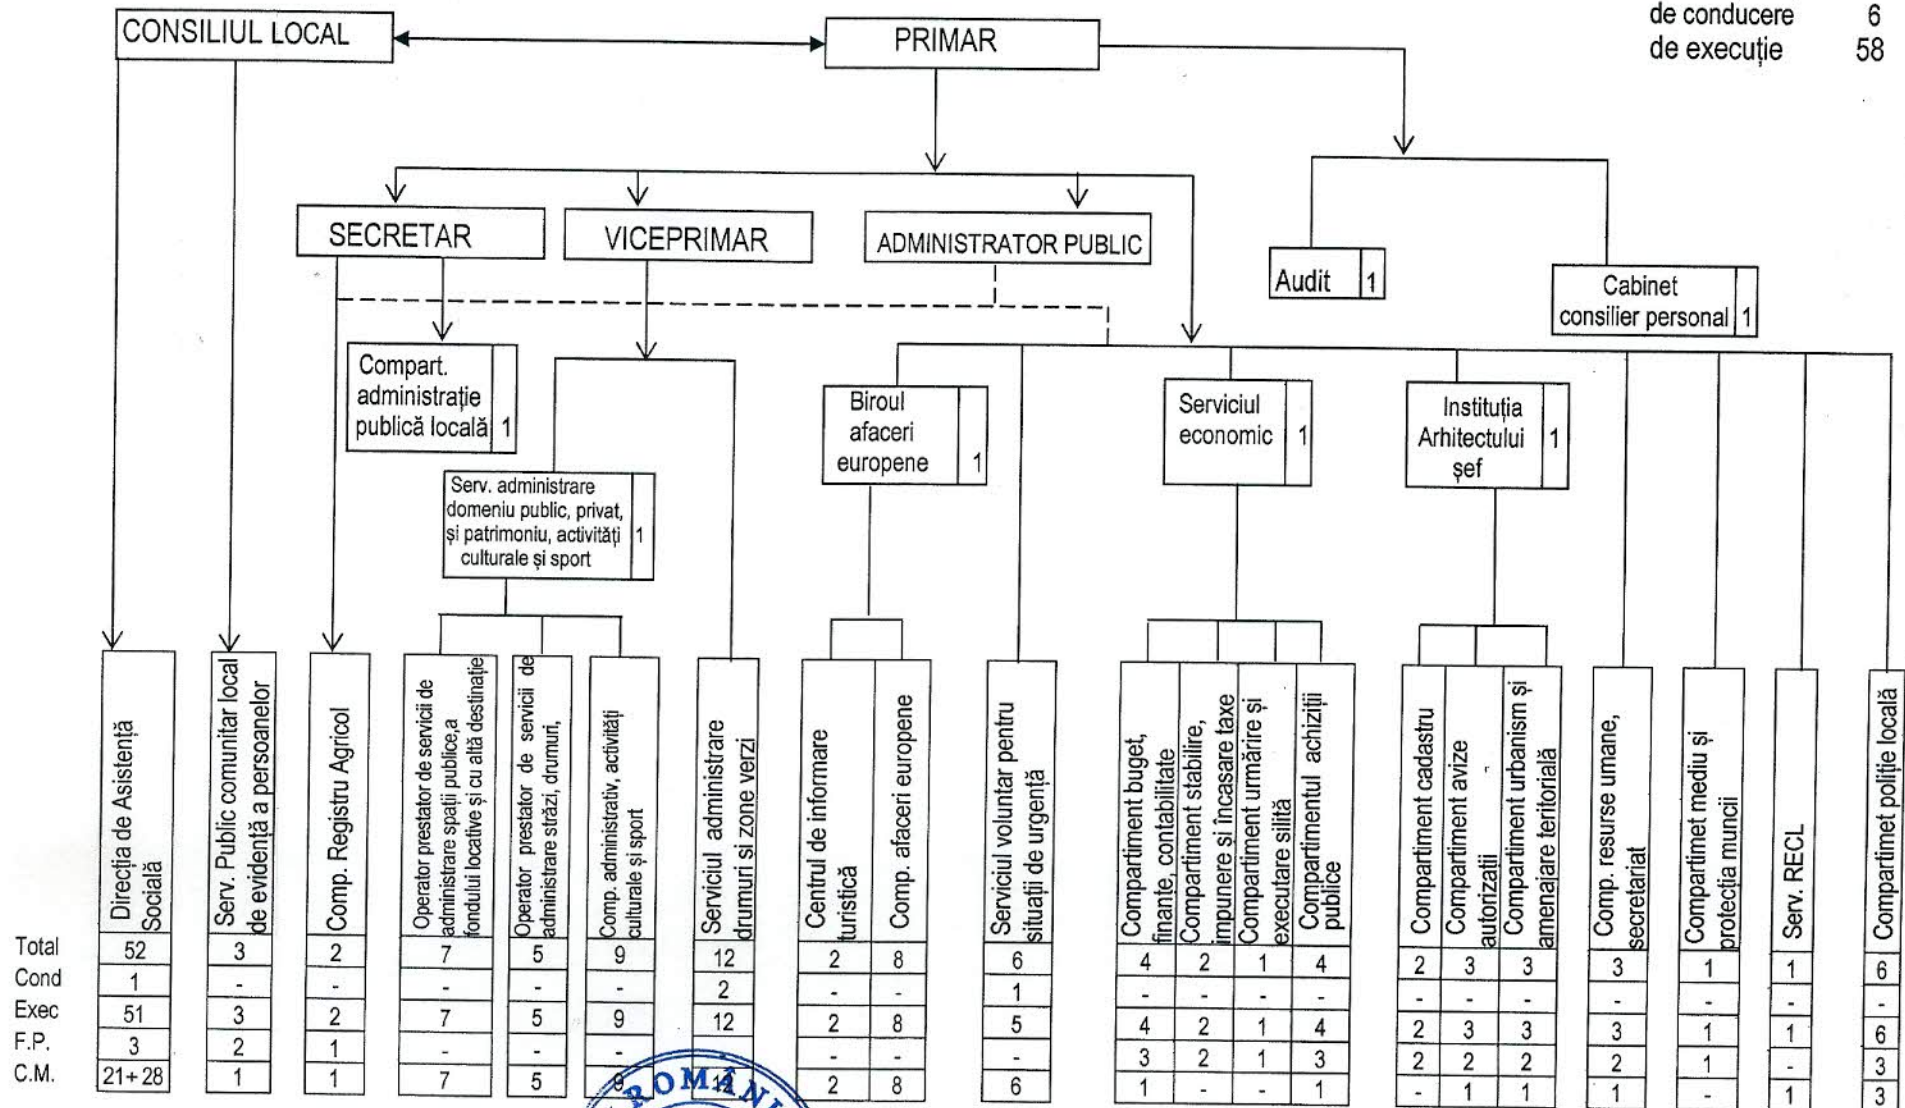 de conducere 6
de execuție 58
CONSILIUL LOCAL
PRIMAR
SECRETAR
VICEPRIMAR
ADMINISTRATOR PUBLIC
Audit 1
Cabinet
consilier personal 1
Compart.
administrație
publică locală 1
Biroul
afaceri
europene 1
Serviciul
economic 1
Instituția
Arhitectului 1
șef
Serv. administrare
domeniu public, privat,
și patrimoniu, activități 1
culturale și sport
Direcția de Asistență
Socială
Serv. Public comunitar local
de evidență a persoanelor
Comp. Registru Agricol
Operator prestator de servicii de
administrare spații publice,a
fondului locative și cu altă destinație
Operator prestator de servicii de
administrare străzi, drumuri,
Comp. administrativ, activități
culturale și sport
Serviciul administrare
drumuri si zone verzi
Centrul de informare
turistică
Comp. afaceri europene
Serviciul voluntar pentru
situații de urgență
Compartiment buget,
finante, contabilitate
Compartiment stabilire,
impunere si încasare taxe
Compartiment urmărire și
executare silită
Compartimentul achiziții
publice
Compartiment cadastru
Compartiment avize
autorizații
Compartiment urbanism și
amenajare teritorială
Comp. resurse umane,
secretariat
Compartimet mediu și
protecția muncii
Serv. RECL
Compartimet poliție locală
Total 52 3 2 7 5 9 12 2 8 6 4 2 1 4 2 3 3 3 1 1 6
Cond 1 - - - - - 2 - - 1 - - - - - - - - - - -
Exec 51 3 2 7 5 9 12 2 8 5 4 2 1 4 2 3 3 3 1 1 6
F.P. 3 2 1 - - - - - - 3 2 1 3 2 2 2 2 1 - 3
C.M. 21+28 1 1 7 5 9 12 2 8 6 1 - - 1 - 1 1 1 - 1 3
ROMÂNI